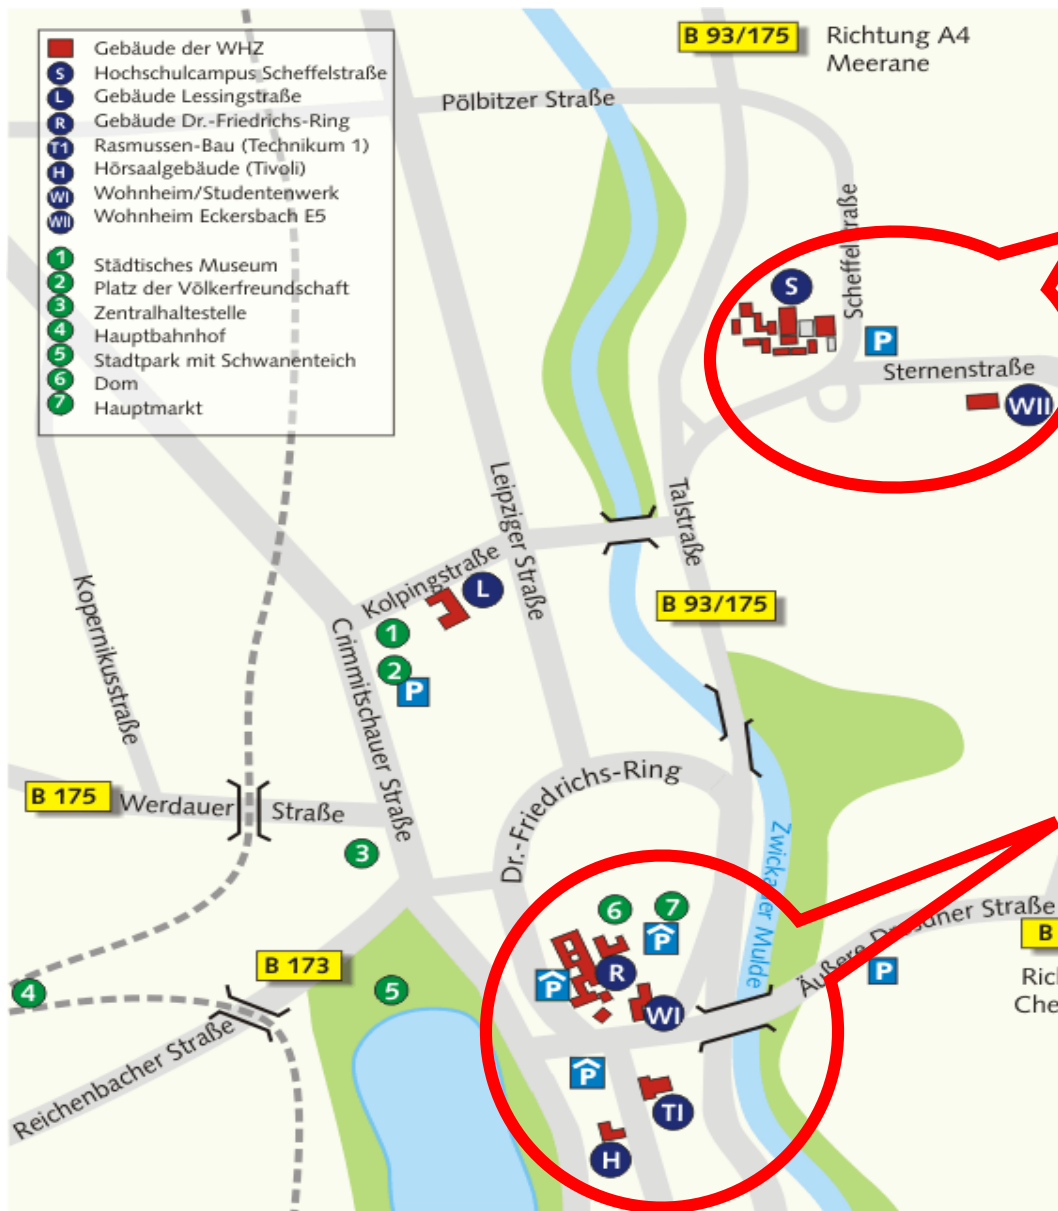 Gebäude der WHZ
S Hochschulcampus Scheffelstraße
L Gebäude Lessingstraße
R Gebäude Dr.-Friedrichs-Ring
T1 Rasmussen-Bau (Technikum 1)
H Hörsaalgebäude (Tivoli)
WI Wohnheim/Studentenwerk
WII Wohnheim Eckersbach E5
1 Städtisches Museum
2 Platz der Völkerfreundschaft
3 Zentralhaltestelle
4 Hauptbahnhof
5 Stadtpark mit Schwanenteich
6 Dom
7 Hauptmarkt
B 93/175
Richtung A4
Meerane
Pölbitzer Straße
Scheffelstraße
S
P
Sternenstraße
WII
Leipziger Straße
Talstraße
Kolpingstraße
L
B 93/175
1
2
P
Kopernikusstraße
Crimmitschauer Straße
Dr.-Friedrichs-Ring
B 175
Werdauer Straße
3
Zwickauer Mulde
6
7
P
Äußere Dresdner Straße
B
B 173
R
P
P
4
5
WI
Reichenbacher Straße
P
TI
H